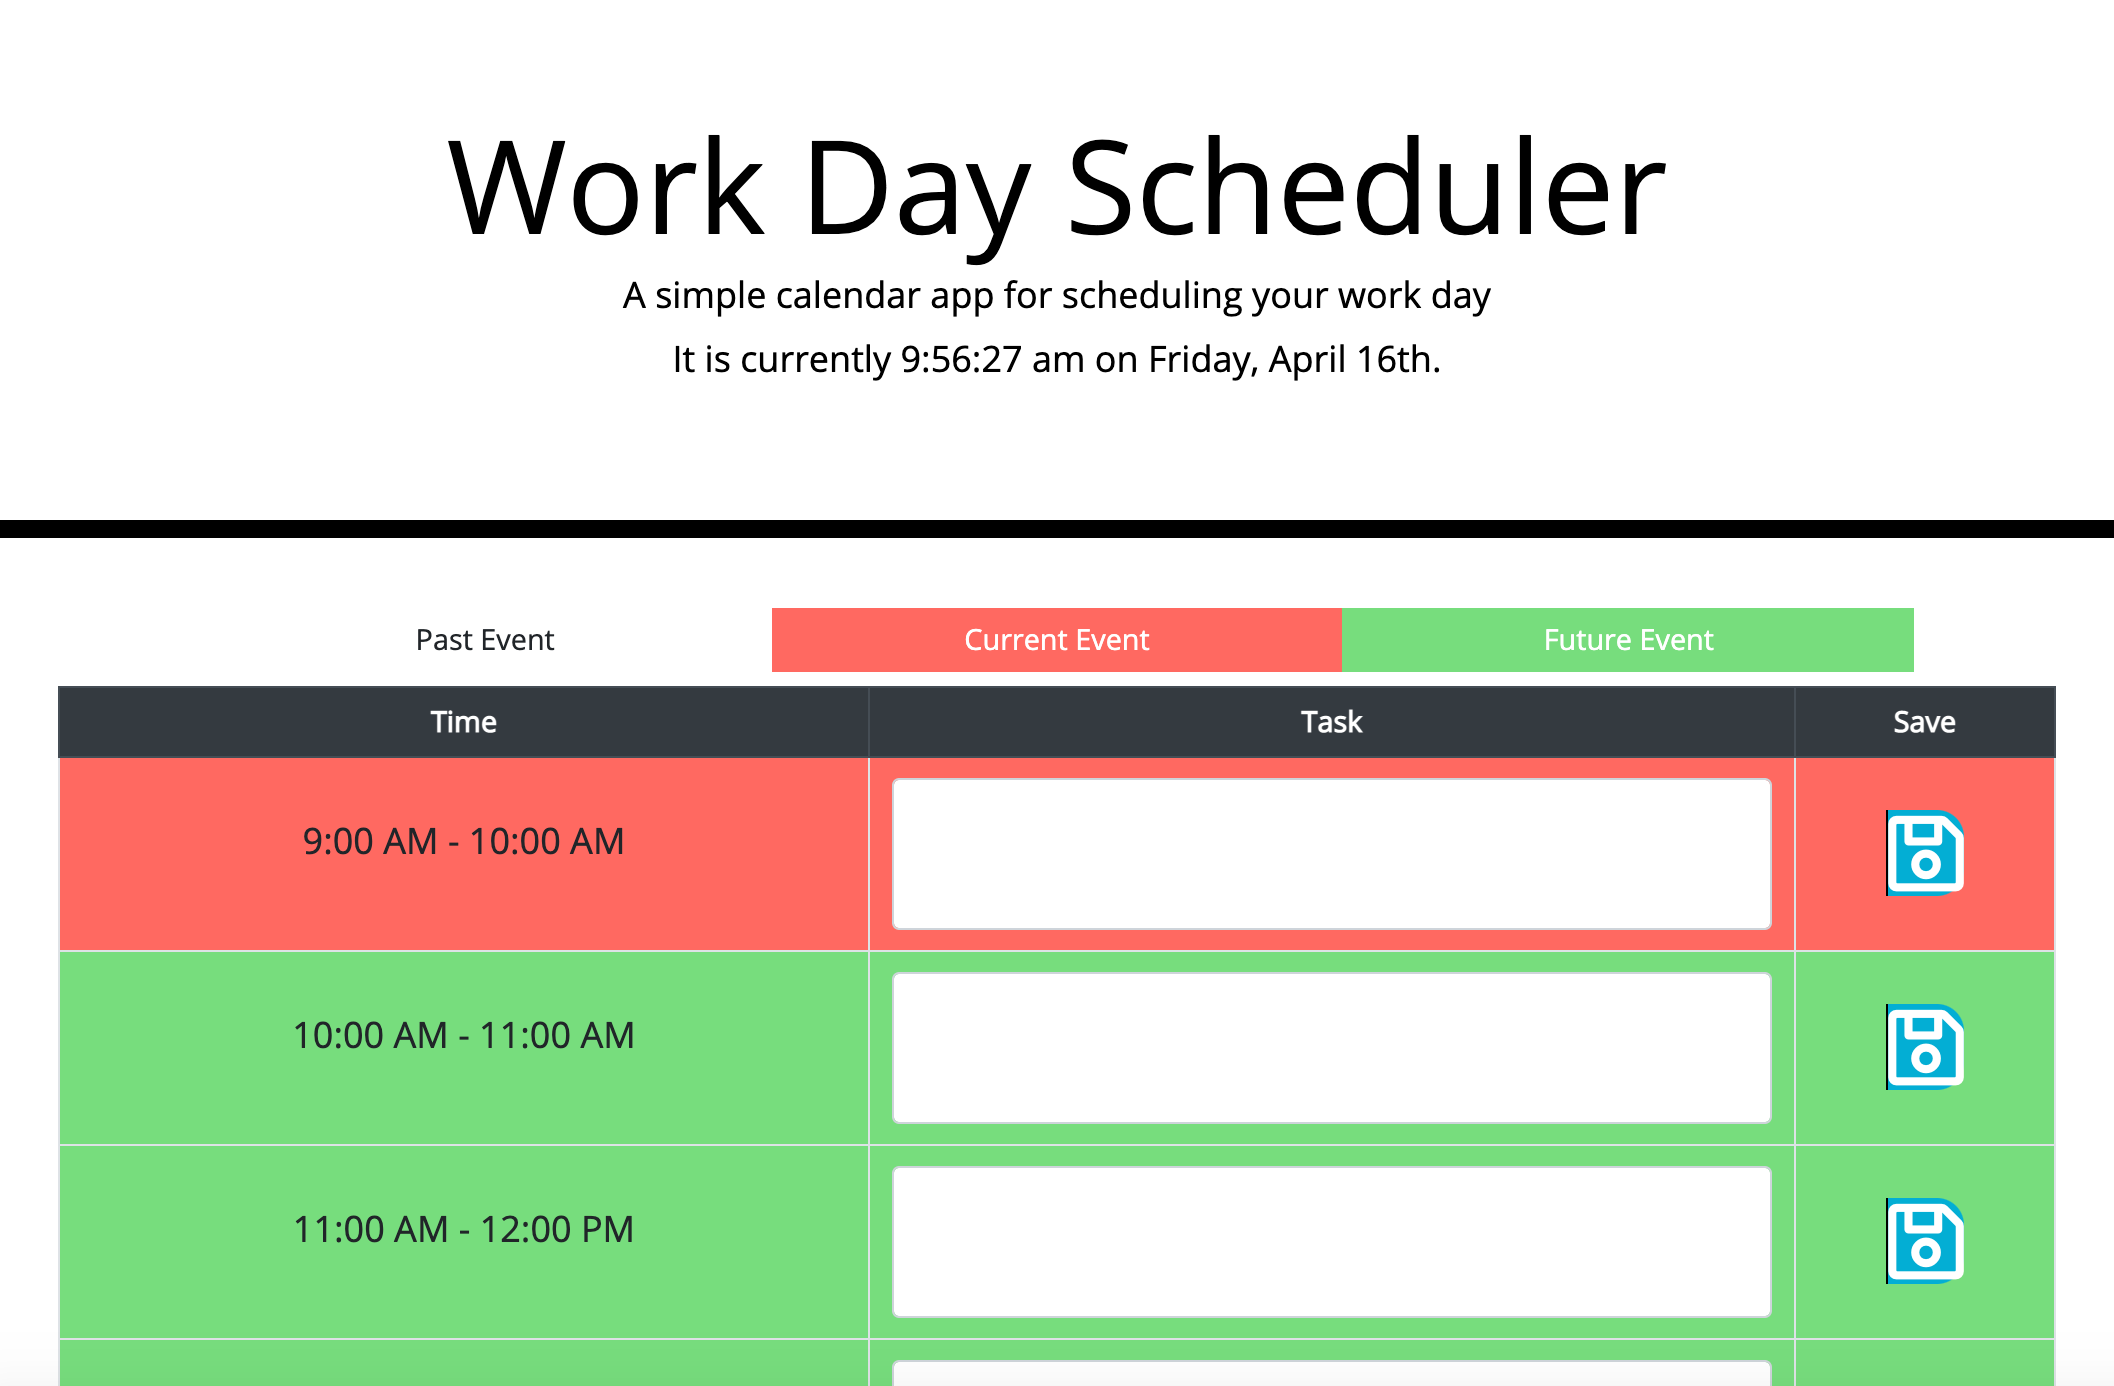 Work Day Scheduler
A simple calendar app for scheduling your work day
It is currently 9:56:27 am on Friday, April 16th.
Past Event Current Event Future Event
Time Task Save
9:00 AM - 10:00 AM
10:00 AM - 11:00 AM
11:00 AM - 12:00 PM